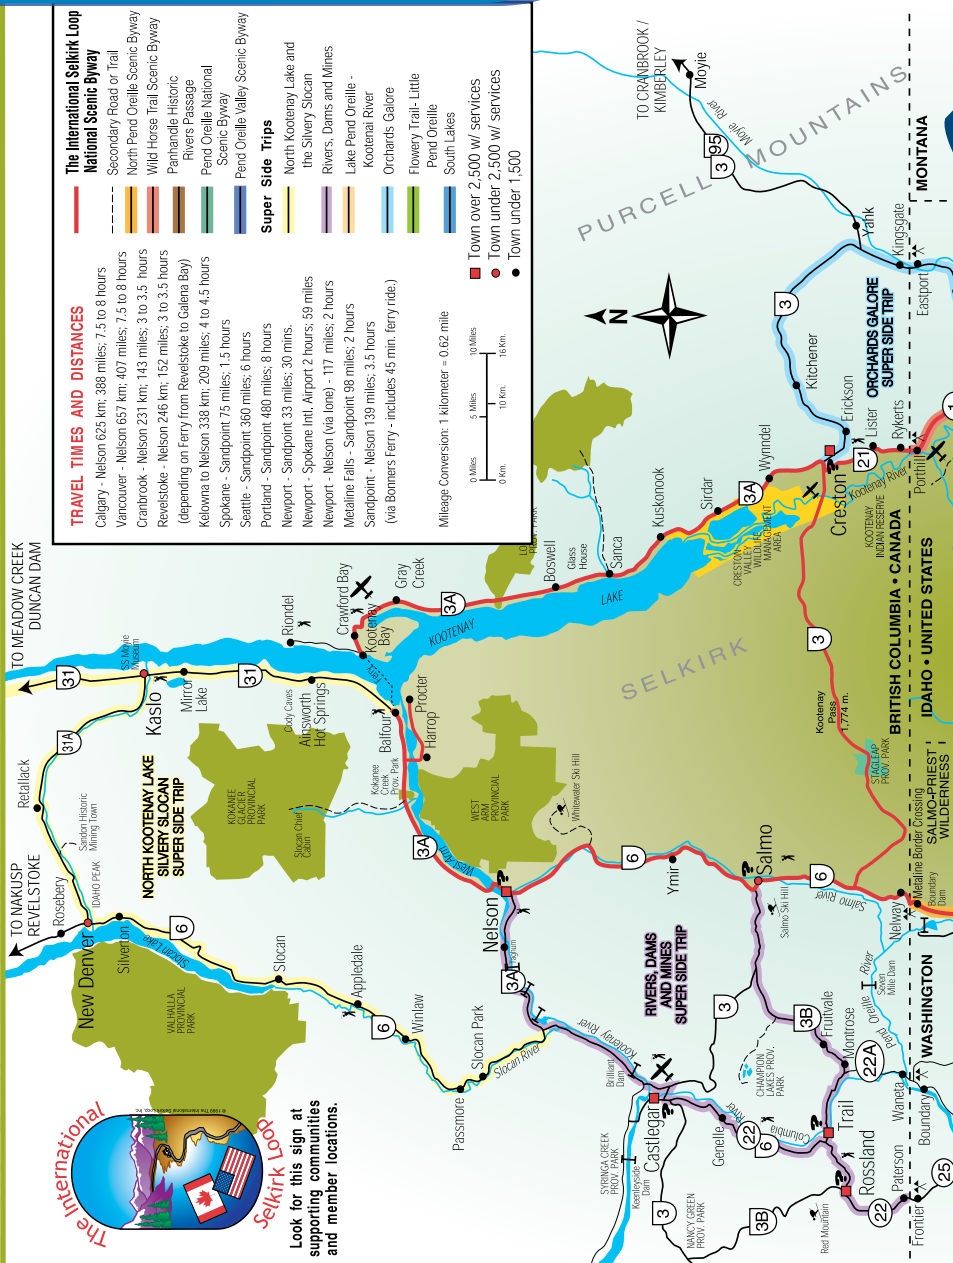 TRAVEL TIMES AND DISTANCES
Calgary - Nelson 625 km; 388 miles; 7.5 to 8 hours
Vancouver - Nelson 657 km; 407 miles; 7.5 to 8 hours
Cranbrook - Nelson 231 km; 143 miles; 3 to 3.5 hours
Revelstoke - Nelson 246 km; 152 miles; 3 to 3.5 hours
(depending on Ferry from Revelstoke to Galena Bay)
Kelowna to Nelson 338 km; 209 miles; 4 to 4.5 hours
Spokane - Sandpoint 75 miles; 1.5 hours
Seattle - Sandpoint 360 miles; 6 hours
Portland - Sandpoint 480 miles; 8 hours
Newport - Sandpoint 33 miles; 30 mins.
Newport - Spokane Intl. Airport 2 hours; 59 miles
Newport - Nelson (via Ione) - 117 miles; 2 hours
Metaline Falls - Sandpoint 98 miles; 2 hours
Sandpoint - Nelson 139 miles; 3.5 hours
(via Bonners Ferry - includes 45 min. ferry ride.)
Mileage Conversion: 1 kilometer = 0.62 mile
0 Miles 5 Miles 10 Miles
0 Km. 10 Km. 16 Km.
The International Selkirk Loop
National Scenic Byway
Secondary Road or Trail
North Pend Oreille Scenic Byway
Wild Horse Trail Scenic Byway
Panhandle Historic
Rivers Passage
Pend Oreille National
Scenic Byway
Pend Oreille Valley Scenic Byway
Super Side Trips
North Kootenay Lake and
the Silvery Slocan
Rivers, Dams and Mines
Lake Pend Oreille -
Kootenai River
Orchards Galore
Flowery Trail- Little
Pend Oreille
South Lakes
Town over 2,500 w/ services
Town under 2,500 w/ services
Town under 1,500
N
TO MEADOW CREEK
DUNCAN DAM
TO NAKUSP
REVELSTOKE
TO CRANBROOK /
KIMBERLEY
Moyie
Moyie River
95
3
PURCELL MOUNTAINS
Yahk
Kingsgate
Eastport
MONTANA
ORCHARDS GALORE
SUPER SIDE TRIP
3
Kitchener
Erickson
Lister
Rykerts
Porthill
21
Creston
Kootenay River
KOOTENAY
INDIAN RESERVE
Wynndel
3A
Sirdar
Kuskonook
CRESTON
VALLEY
WILDLIFE
MANAGEMENT
AREA
Sanca
Glass
House
Boswell
LAKE
KOOTENAY
3A
Gray
Creek
Crawford Bay
Kootenay
Bay
Riondel
Ferry
31
SS Moyie
Museum
Kaslo
Mirror
Lake
31
Cody Caves
Ainsworth
Hot Springs
Balfour
Procter
Harrop
Kokanee
Creek
Prov. Park
31A
Retallack
Sandon Historic
Mining Town
NORTH KOOTENAY LAKE
SILVERY SLOCAN
SUPER SIDE TRIP
KOKANEE
GLACIER
PROVINCIAL
PARK
Slocan Chief
Cabin
IDAHO PEAK
Rosebery
New Denver
Silverton
Slocan Lake
6
VALHALLA
PROVINCIAL
PARK
Slocan
Appledale
6
Winlaw
Slocan Park
Passmore
Slocan River
3A
West Arm
WEST
ARM
PROVINCIAL
PARK
Whitewater Ski Hill
Nelson
Taghum
3A
Kootenay River
6
Ymir
Salmo
Salmo Ski Hill
6
Salmo River
SELKIRK
Kootenay
Pass
1,774 m.
3
STAGLEAP
PROV. PARK
BRITISH COLUMBIA • CANADA
IDAHO • UNITED STATES
SALMO-PRIEST
WILDERNESS
Metaline Border Crossing
Boundary
Dam
Nelway
WASHINGTON
Seven
Mile Dam
Pend Oreille River
RIVERS, DAMS
AND MINES
SUPER SIDE TRIP
3
3B
Fruitvale
Montrose
22A
CHAMPION
LAKES PROV.
PARK
Brilliant
Dam
Castlegar
Genelle
22
6
Columbia River
Trail
Waneta
Boundary
Rossland
Paterson
Frontier
22
25
Red Mountain
3B
3
NANCY GREEN
PROV. PARK
SYRINGA CREEK
PROV. PARK
Keenleyside
Dam
The International
Selkirk Loop
© 1999 The International Selkirk Loop, Inc.
Look for this sign at
supporting communities
and member locations.